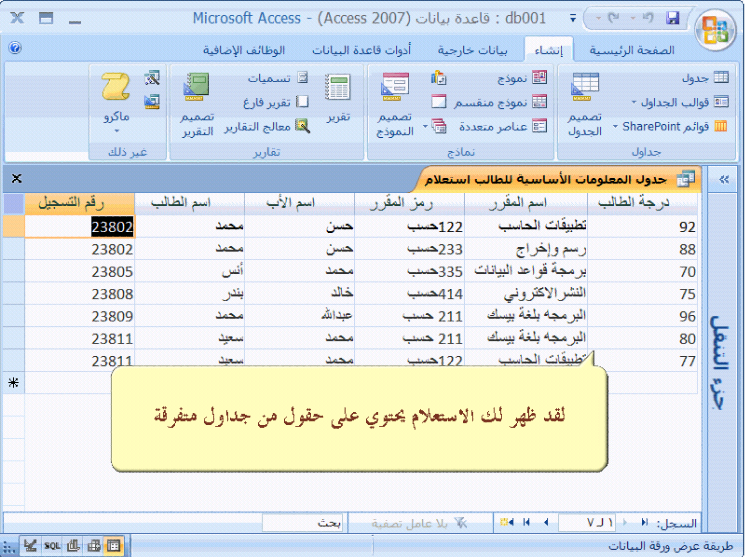 db001 : قاعدة بيانات (Access 2007) - Microsoft Access
الصفحة الرئيسية إنشاء بيانات خارجية أدوات قاعدة البيانات الوظائف الإضافية
جدول
قوالب الجداول
قوائم SharePoint
تصميم الجدول
جداول
نموذج
نموذج منقسم
عناصر متعددة
تصميم النموذج
نماذج
تقرير
تسميات
تقرير فارغ
معالج التقارير
تصميم التقرير
تقارير
ماكرو
غير ذلك
جدول المعلومات الأساسية للطالب استعلام
رقم التسجيل اسم الطالب اسم الأب رمز المقرر اسم المقرر درجة الطالب
23802 محمد حسن 122حسب تطبيقات الحاسب 92
23802 محمد حسن 233حسب رسم وإخراج 88
23805 أنس محمد 335حسب برمجة قواعد البيانات 70
23808 بندر خالد 414حسب النشر الاكتروني 75
23809 محمد عبدالله 211 حسب البرمجه بلغة بيسك 96
23811 سعيد محمد 211 حسب البرمجه بلغة بيسك 80
23811 سعيد محمد 122حسب تطبيقات الحاسب 77
جزء التنقل
لقد ظهر لك الاستعلام يحتوي على حقول من جداول متفرقة
السجل: ١ لـ ٧ بلا عامل تصفية بحث
طريقة عرض ورقة البيانات
SQL